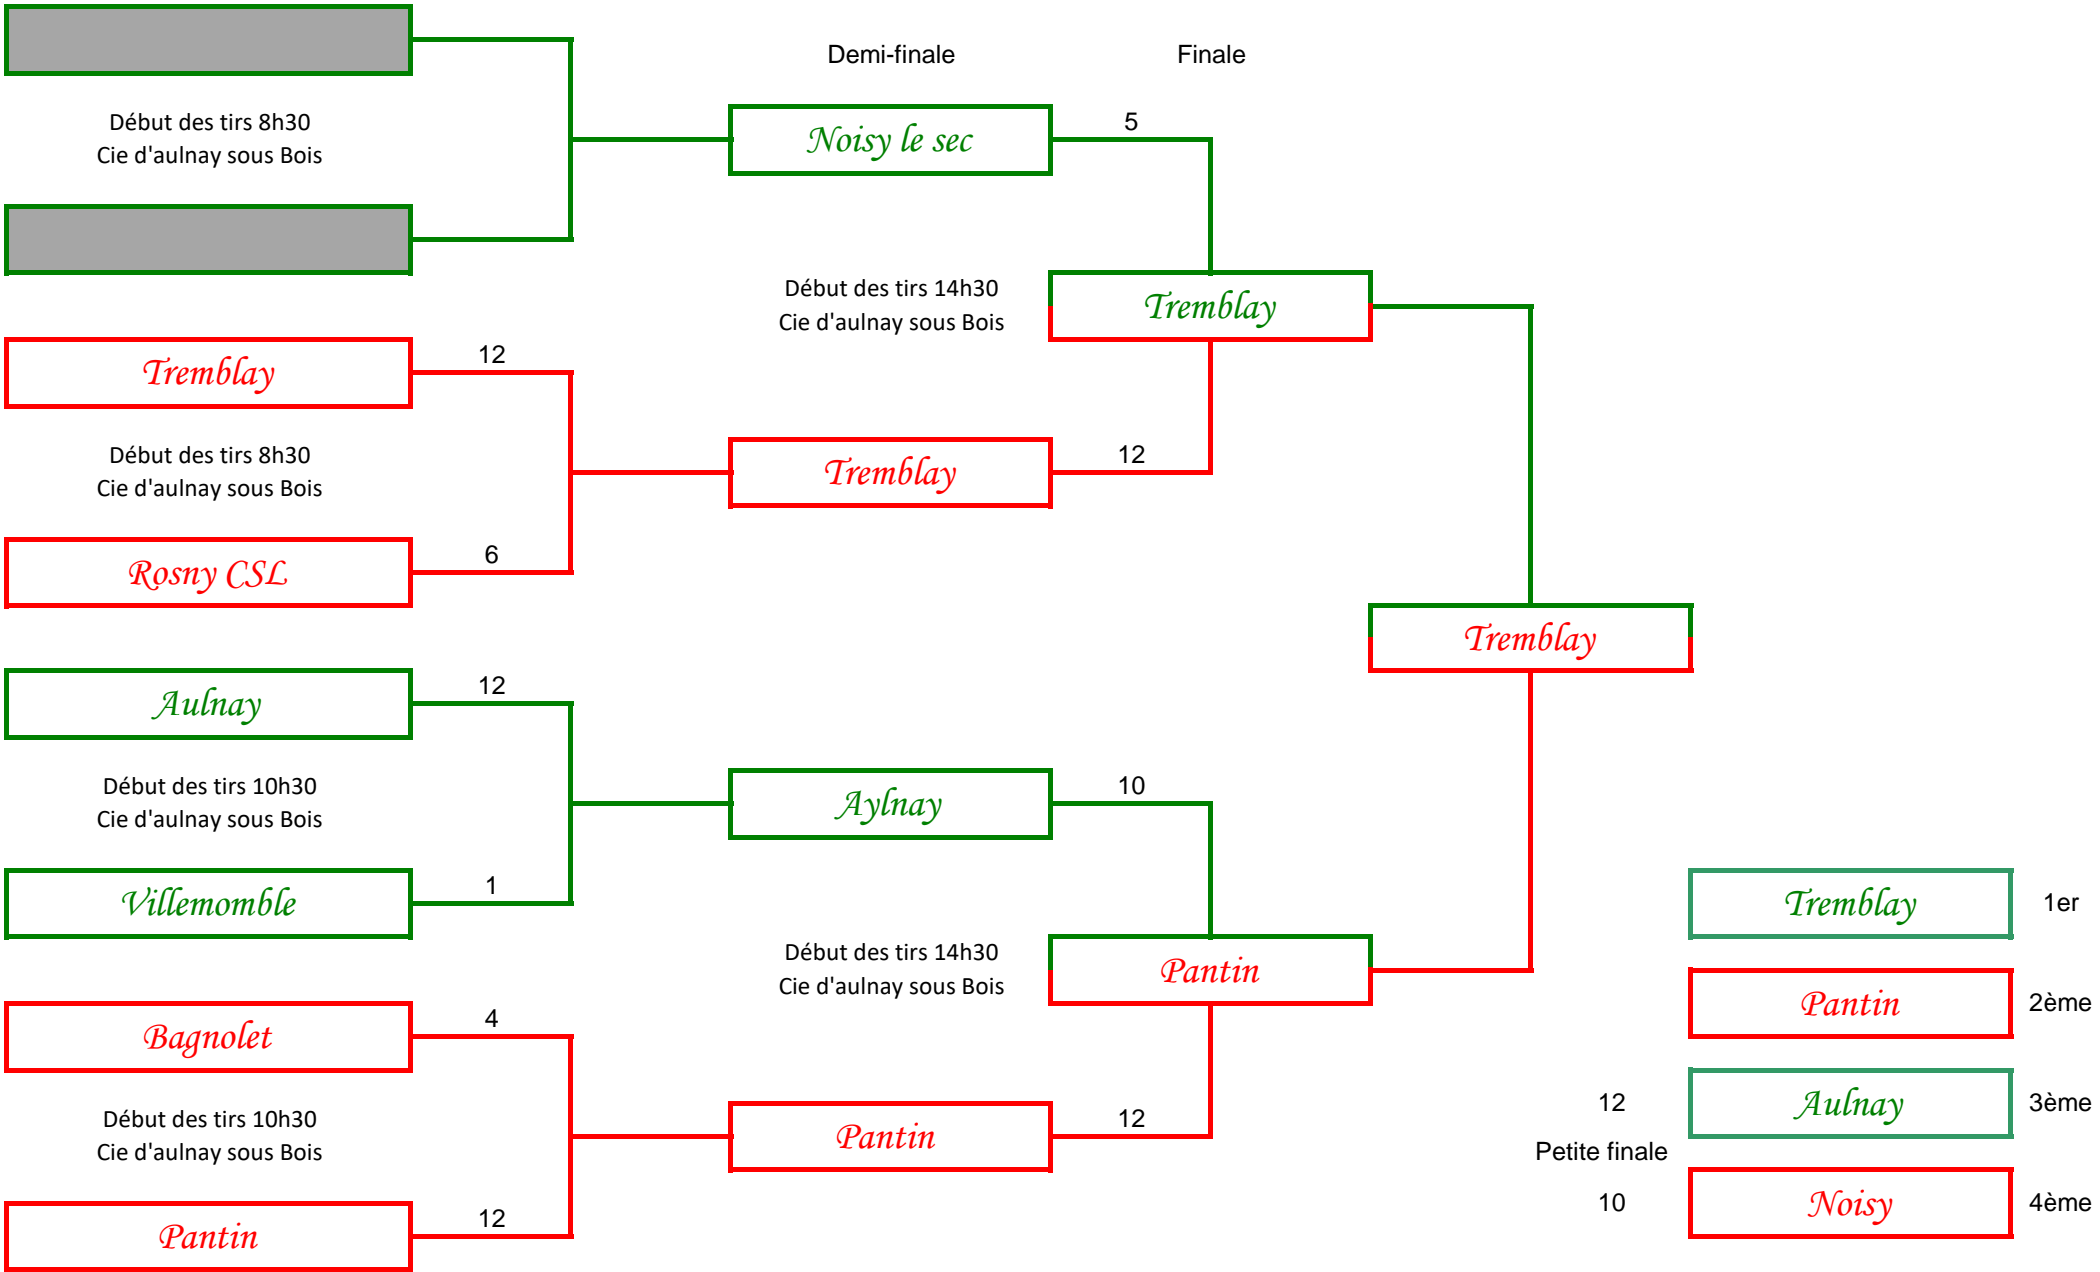 Demi-finale
Finale
Début des tirs 8h30
Cie d'aulnay sous Bois
Noisy le sec
5
Début des tirs 14h30
Cie d'aulnay sous Bois
Tremblay
Tremblay
12
Début des tirs 8h30
Cie d'aulnay sous Bois
Tremblay
12
Rosny CSL
6
Tremblay
Aulnay
12
Début des tirs 10h30
Cie d'aulnay sous Bois
Aylnay
10
Villemomble
1
Tremblay
1er
Début des tirs 14h30
Cie d'aulnay sous Bois
Pantin
Pantin
2ème
Bagnolet
4
Début des tirs 10h30
Cie d'aulnay sous Bois
Pantin
12
12
Aulnay
3ème
Petite finale
10
Noisy
4ème
Pantin
12